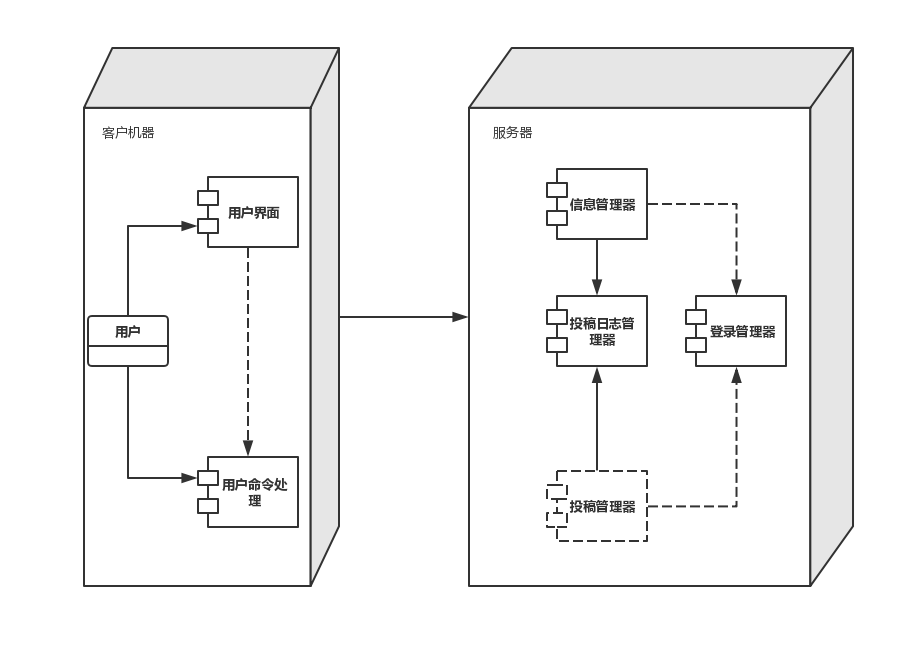 客户机器
用户界面
用户
用户命令处
理
服务器
信息管理器
投稿日志管
理器
登录管理器
投稿管理器